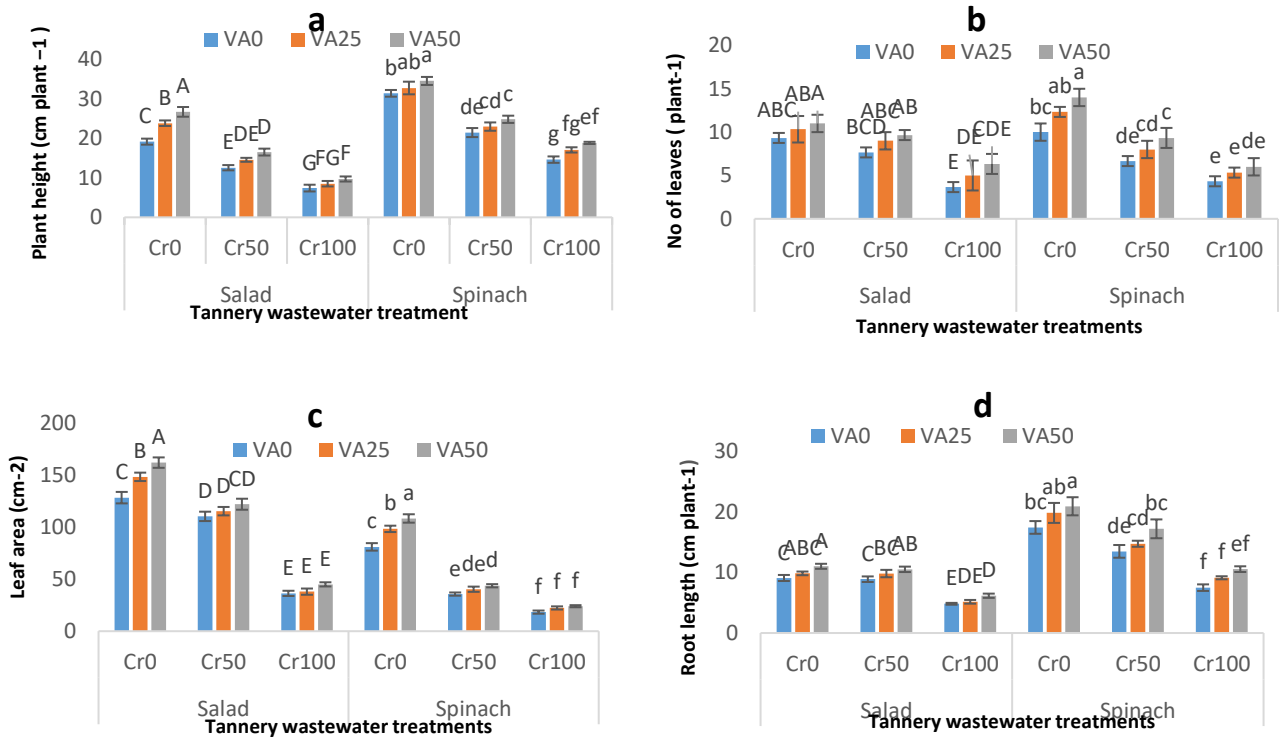 a
VA0 VA25 VA50
Plant height (cm plant −1)
40
30
20
10
0
C B A
E DE D
G FG F
b ab a
de cd c
g fg ef
Cr0 Cr50 Cr100 Cr0 Cr50 Cr100
Salad Spinach
Tannery wastewater treatment
b
VA0 VA25 VA50
No of leaves ( plant-1)
20
15
10
5
0
ABC AB A
BCD ABC AB
E DE CDE
bc ab a
de cd c
e e de
Cr0 Cr50 Cr100 Cr0 Cr50 Cr100
Salad Spinach
Tannery wastewater treatments
c
VA0 VA25 VA50
Leaf area (cm-2)
200
150
100
50
0
C B A
D D CD
E E E
c b a
e de d
f f f
Cr0 Cr50 Cr100 Cr0 Cr50 Cr100
Salad Spinach
Tannery wastewater treatments
d
VA0 VA25 VA50
Root length (cm plant-1)
30
20
10
0
C ABC A
C BC AB
E DE D
bc ab a
de cd bc
f f ef
Cr0 Cr50 Cr100 Cr0 Cr50 Cr100
Salad Spinach
Tannery wastewater treatments